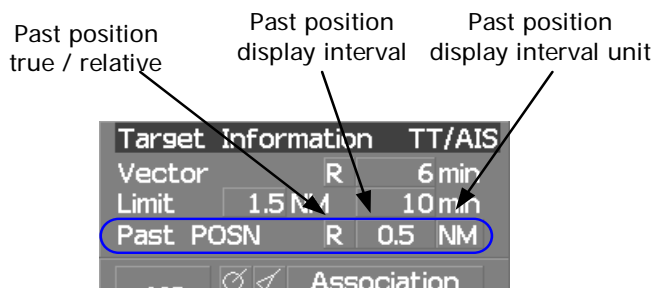 Past position
true / relative
Past position
display interval
Past position
display interval unit
Target Information TT/AIS
Vector R 6 min
Limit 1.5 NM 10 min
Past POSN R 0.5 NM
Association